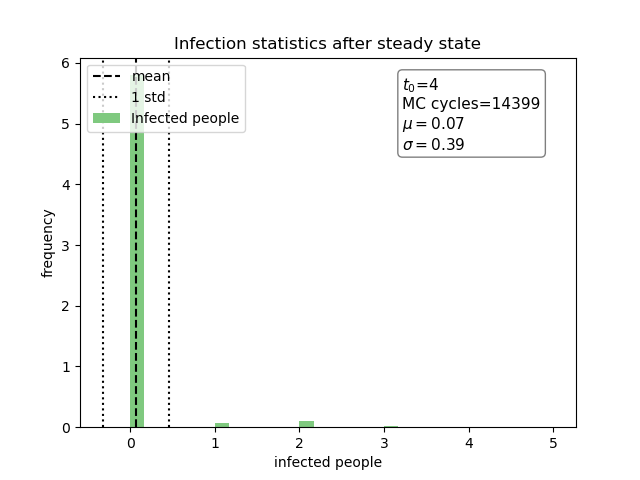 Infection statistics after steady state
mean
1 std
Infected people
t₀=4
MC cycles=14399
μ = 0.07
σ = 0.39
6
5
4
3
2
1
0
frequency
0 1 2 3 4 5
infected people